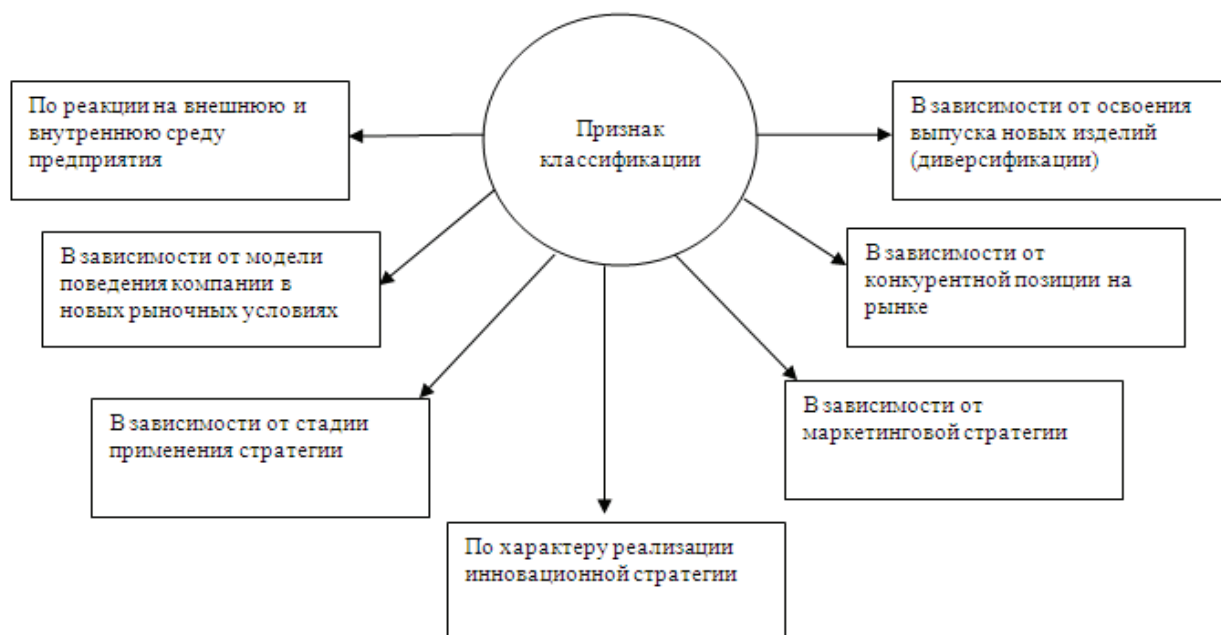 Признак
классификации
По реакции на внешнюю и
внутреннюю среду
предприятия
В зависимости от модели
поведения компании в
новых рыночных условиях
В зависимости от стадии
применения стратегии
По характеру реализации
инновационной стратегии
В зависимости от
маркетинговой стратегии
В зависимости от
конкурентной позиции на
рынке
В зависимости от освоения
выпуска новых изделий
(диверсификации)